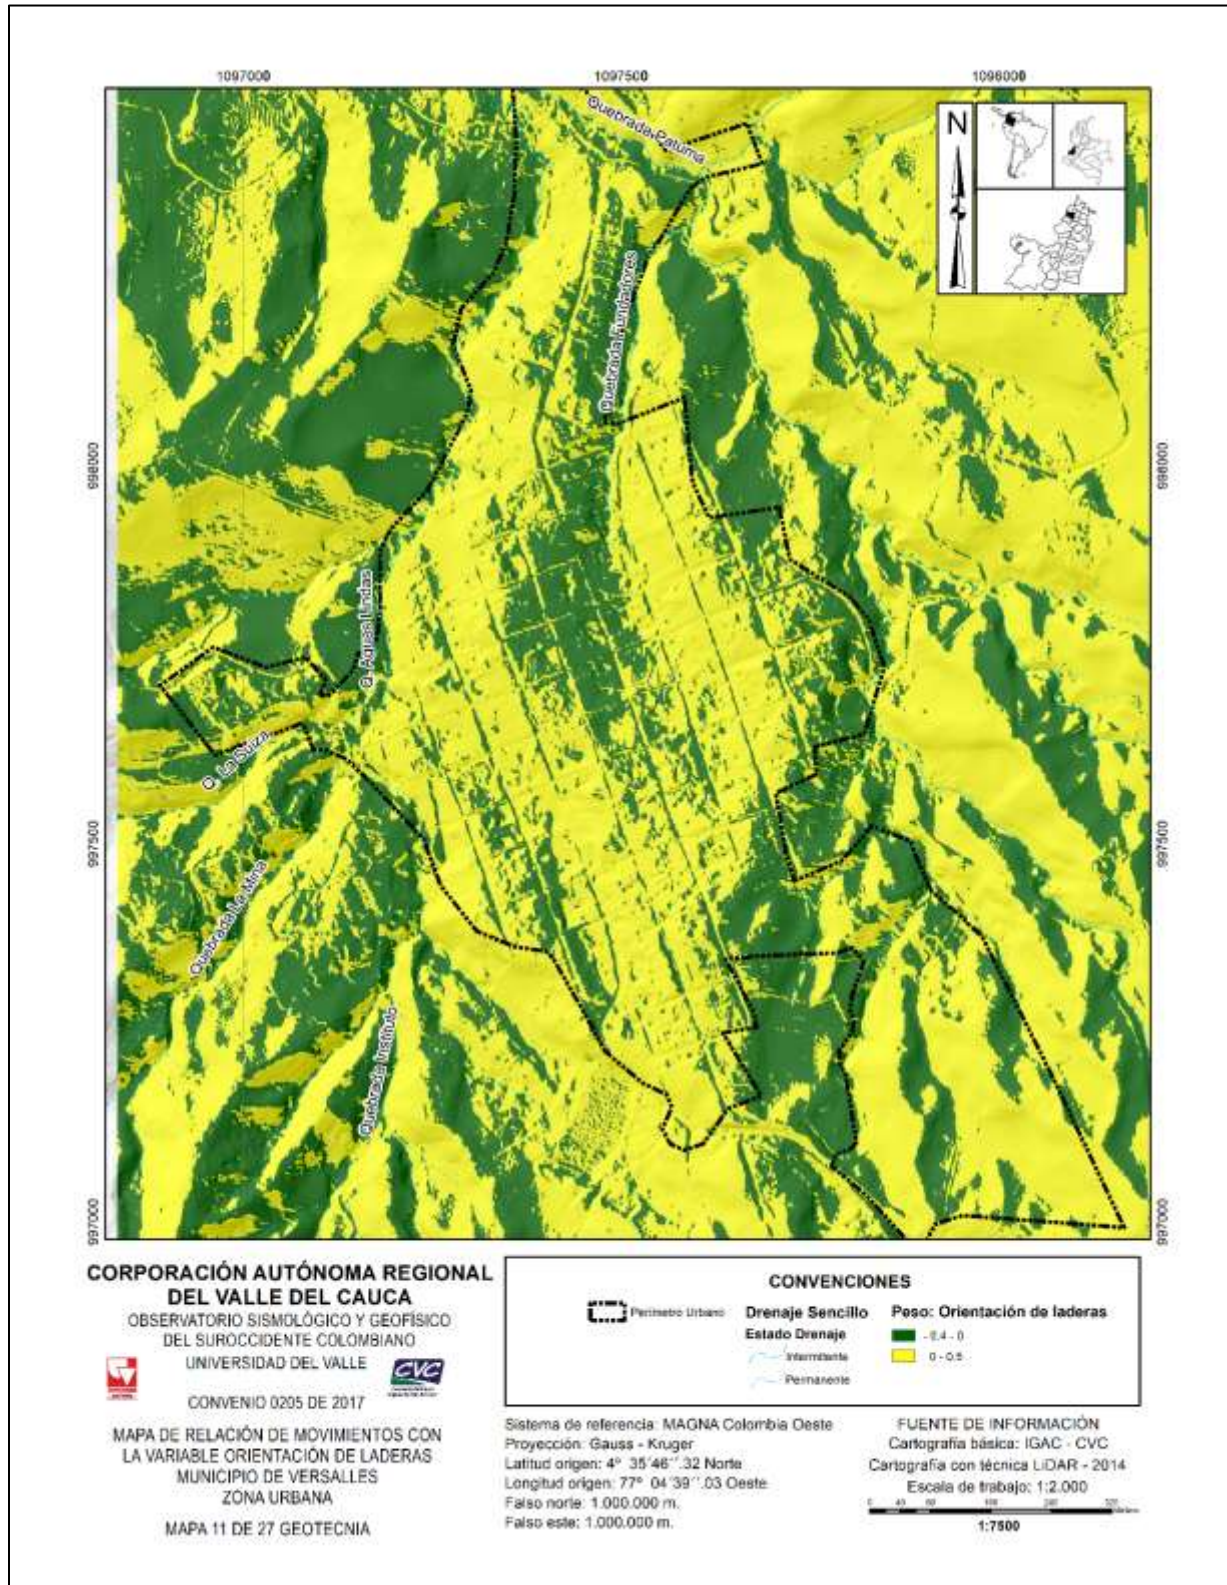 1097000
1097500
1098000
Quebrada Patuma
N
Quebrada Fundadores
998000
998000
Q. Aguas Lindas
Q. La Suiza
997500
997500
Quebrada La Mina
Quebrada Instituto
997000
997000
CORPORACIÓN AUTÓNOMA REGIONAL
DEL VALLE DEL CAUCA
OBSERVATORIO SISMOLÓGICO Y GEOFÍSICO
DEL SUROCCIDENTE COLOMBIANO
UNIVERSIDAD DEL VALLE
CVC
CONVENIO 0205 DE 2017
MAPA DE RELACIÓN DE MOVIMIENTOS CON
LA VARIABLE ORIENTACIÓN DE LADERAS
MUNICIPIO DE VERSALLES
ZONA URBANA
MAPA 11 DE 27 GEOTECNIA
CONVENCIONES
Perímetro Urbano
Drenaje Sencillo
Estado Drenaje
Intermitente
Permanente
Peso: Orientación de laderas
- 0,4 - 0
0 - 0,5
Sistema de referencia: MAGNA Colombia Oeste
Proyección: Gauss - Kruger
Latitud origen: 4º 35´46´´.32 Norte
Longitud origen: 77º 04´39´´.03 Oeste
Falso norte: 1.000.000 m.
Falso este: 1.000.000 m.
FUENTE DE INFORMACIÓN
Cartografía básica: IGAC - CVC
Cartografía con técnica LiDAR - 2014
Escala de trabajo: 1:2.000
1:7500